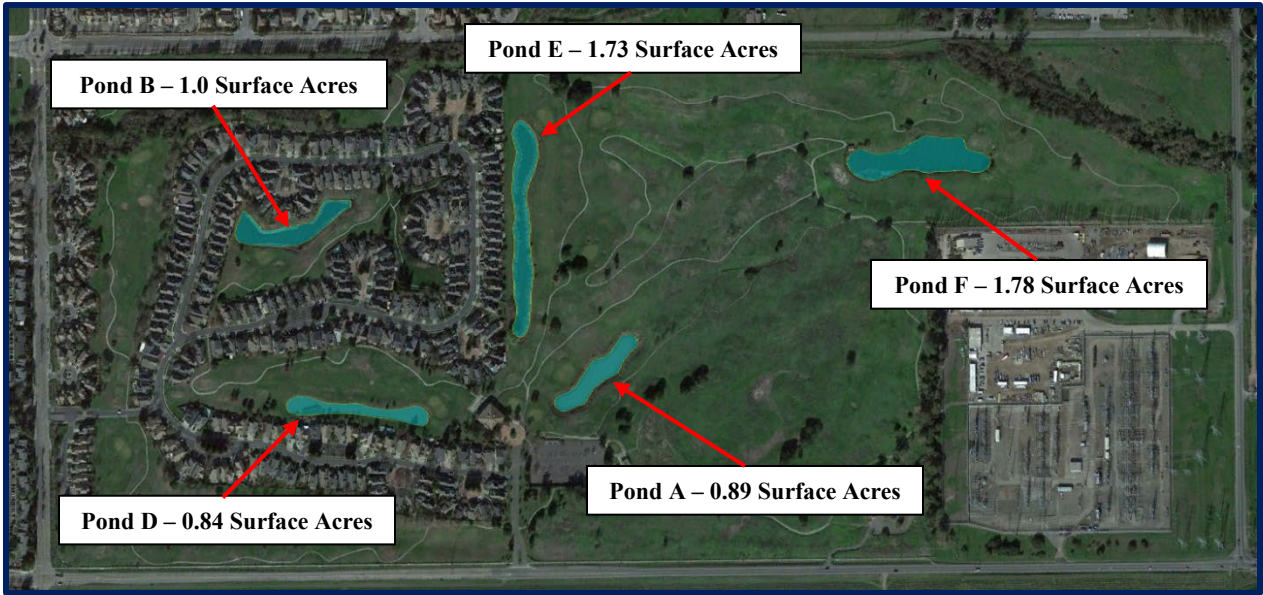 Pond E – 1.73 Surface Acres
Pond B – 1.0 Surface Acres
Pond F – 1.78 Surface Acres
Pond A – 0.89 Surface Acres
Pond D – 0.84 Surface Acres